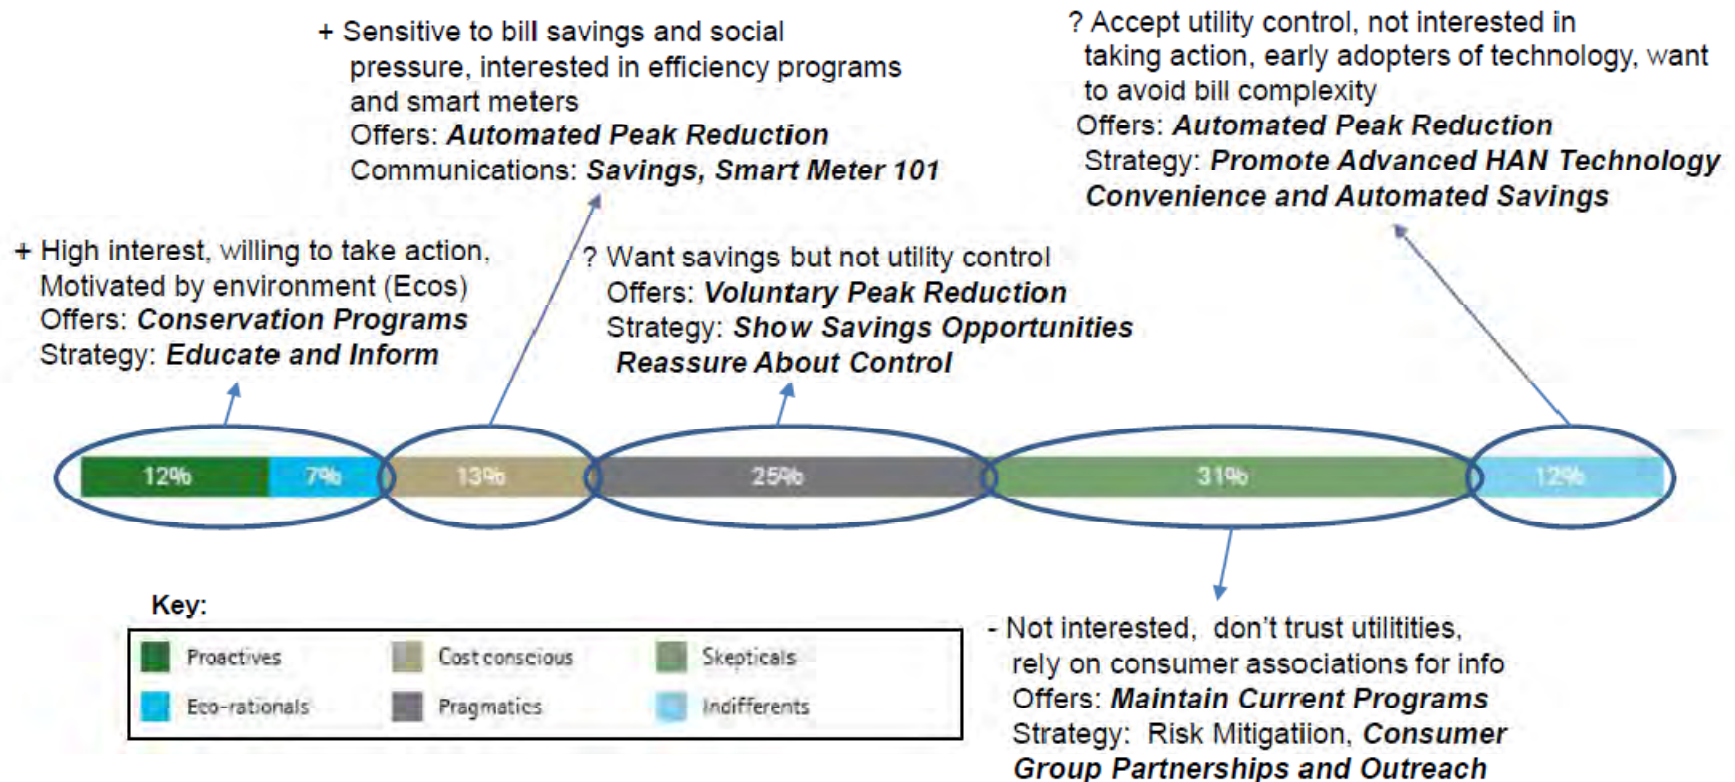 + Sensitive to bill savings and social
pressure, interested in efficiency programs
and smart meters
Offers: Automated Peak Reduction
Communications: Savings, Smart Meter 101
? Accept utility control, not interested in
taking action, early adopters of technology, want
to avoid bill complexity
Offers: Automated Peak Reduction
Strategy: Promote Advanced HAN Technology
Convenience and Automated Savings
+ High interest, willing to take action,
Motivated by environment (Ecos)
Offers: Conservation Programs
Strategy: Educate and Inform
? Want savings but not utility control
Offers: Voluntary Peak Reduction
Strategy: Show Savings Opportunities
Reassure About Control
12%
7%
13%
25%
31%
12%
Key:
Proactives
Cost conscious
Skepticals
Eco-rationals
Pragmatics
Indifferents
- Not interested, don't trust utilitities,
rely on consumer associations for info
Offers: Maintain Current Programs
Strategy: Risk Mitigatiion, Consumer
Group Partnerships and Outreach